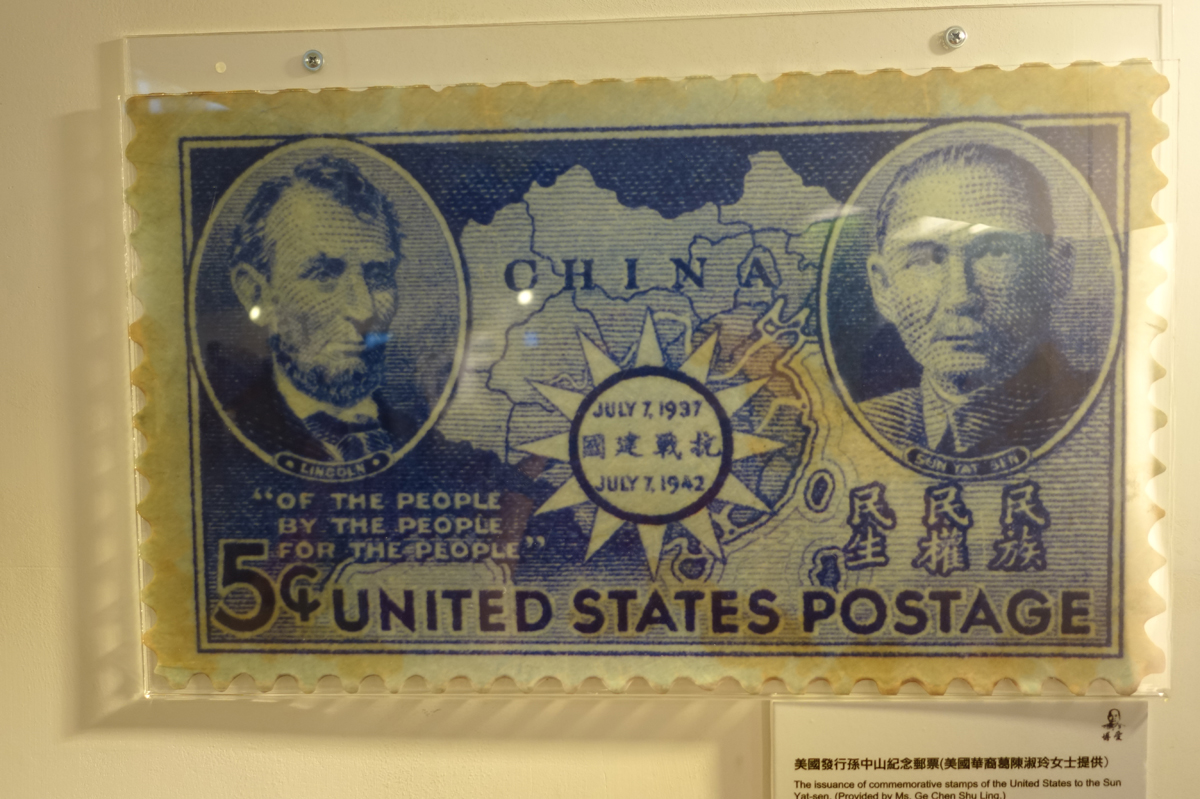 CHINA
JULY 7, 1937
國建戰抗
JULY 7, 1942
LINCOLN
SUN YAT SEN
“OF THE PEOPLE
BY THE PEOPLE
FOR THE PEOPLE”
民族
民權
民生
5¢ UNITED STATES POSTAGE
博愛
美國發行孫中山紀念郵票(美國華裔葛陳淑玲女士提供)
The issuance of commemorative stamps of the United States to the Sun
Yat-sen. (Provided by Ms. Ge Chen Shu Ling.)